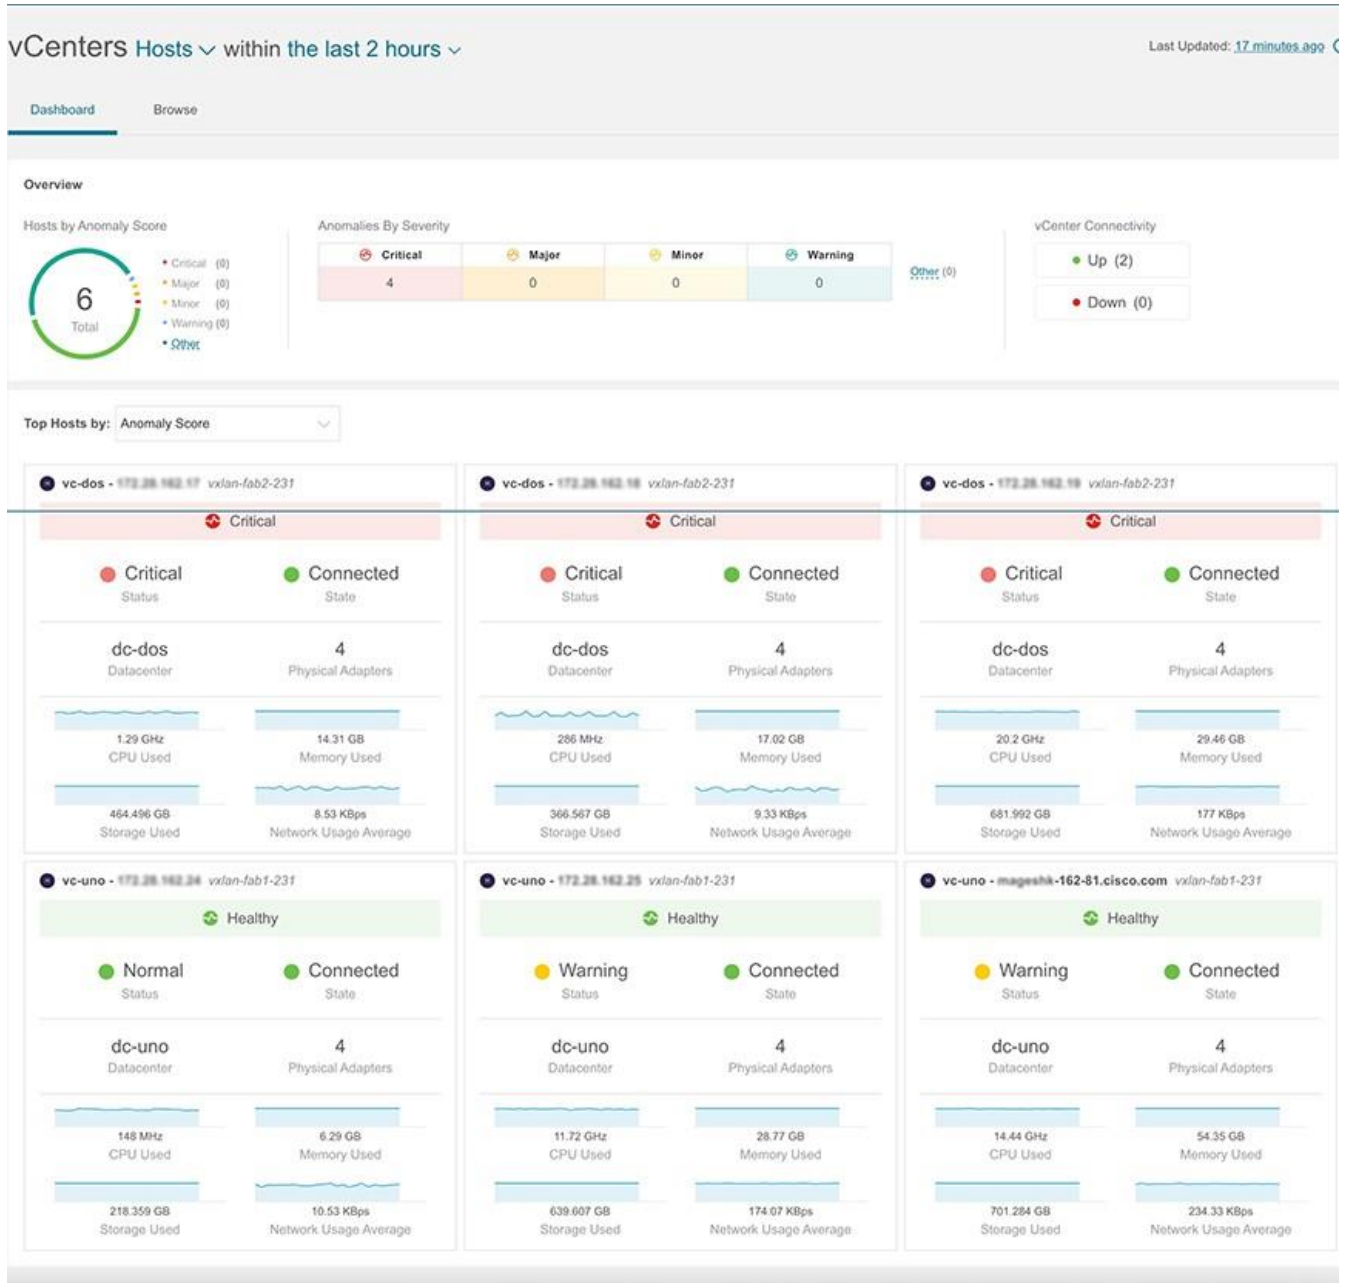 vCenters Hosts within the last 2 hours
Last Updated: 17 minutes ago
Dashboard Browse
Overview
Hosts by Anomaly Score
6
Total
Critical (0)
Major (0)
Minor (0)
Warning (0)
Other
Anomalies By Severity
Critical Major Minor Warning
4 0 0 0
Other (0)
vCenter Connectivity
Up (2)
Down (0)
Top Hosts by: Anomaly Score
vc-dos - vxlan-fab2-231
Critical
Critical Connected
Status State
dc-dos 4
Datacenter Physical Adapters
1.29 GHz 14.31 GB
CPU Used Memory Used
464.496 GB 8.53 KBps
Storage Used Network Usage Average
vc-dos - vxlan-fab2-231
Critical
Critical Connected
Status State
dc-dos 4
Datacenter Physical Adapters
286 MHz 17.02 GB
CPU Used Memory Used
366.567 GB 9.33 KBps
Storage Used Network Usage Average
vc-dos - vxlan-fab2-231
Critical
Critical Connected
Status State
dc-dos 4
Datacenter Physical Adapters
20.2 GHz 29.46 GB
CPU Used Memory Used
681.992 GB 177 KBps
Storage Used Network Usage Average
vc-uno - vxlan-fab1-231
Healthy
Normal Connected
Status State
dc-uno 4
Datacenter Physical Adapters
148 MHz 6.29 GB
CPU Used Memory Used
218.359 GB 10.53 KBps
Storage Used Network Usage Average
vc-uno - vxlan-fab1-231
Healthy
Warning Connected
Status State
dc-uno 4
Datacenter Physical Adapters
11.72 GHz 28.77 GB
CPU Used Memory Used
639.607 GB 174.07 KBps
Storage Used Network Usage Average
vc-uno - -162-81.cisco.com vxlan-fab1-231
Healthy
Warning Connected
Status State
dc-uno 4
Datacenter Physical Adapters
14.44 GHz 54.35 GB
CPU Used Memory Used
701.284 GB 234.33 KBps
Storage Used Network Usage Average